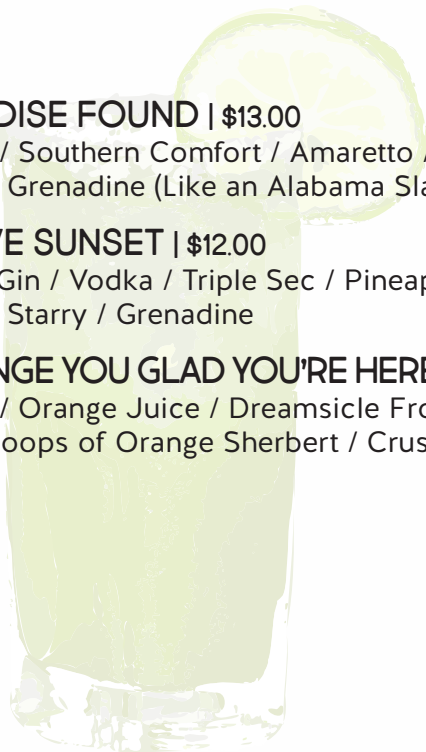 DISE FOUND | $13.00
/ Southern Comfort / Amaretto /
Grenadine (Like an Alabama Sla
VE SUNSET | $12.00
Gin / Vodka / Triple Sec / Pineap
Starry / Grenadine
NGE YOU GLAD YOU'RE HERE
/ Orange Juice / Dreamsicle Fro
oops of Orange Sherbert / Crus